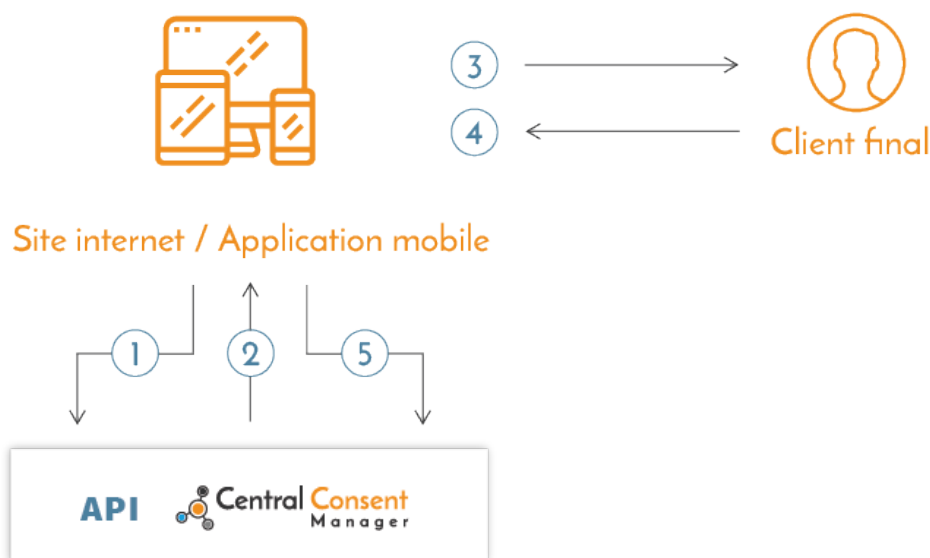 3
4
Client final
Site internet / Application mobile
1
2
5
API
Central Consent
Manager